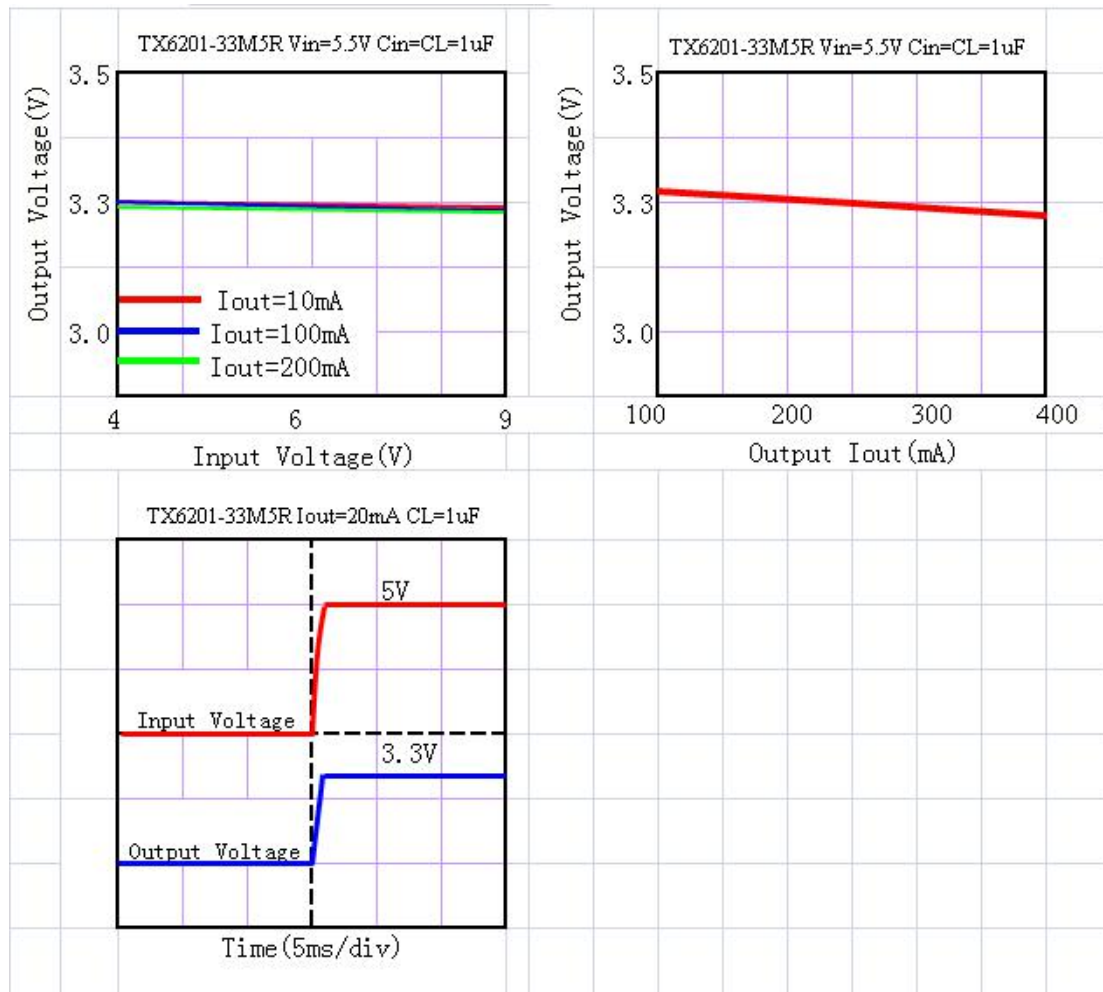 TX6201-33M5R Vin=5.5V Cin=CL=1uF
Output Voltage(V)
3.5
3.3
3.0
Iout=10mA
Iout=100mA
Iout=200mA
4 6 9
Input Voltage(V)
TX6201-33M5R Vin=5.5V Cin=CL=1uF
Output Voltage(V)
3.5
3.3
3.0
100 200 300 400
Output Iout(mA)
TX6201-33M5R Iout=20mA CL=1uF
5V
Input Voltage
3.3V
Output Voltage
Time(5ms/div)